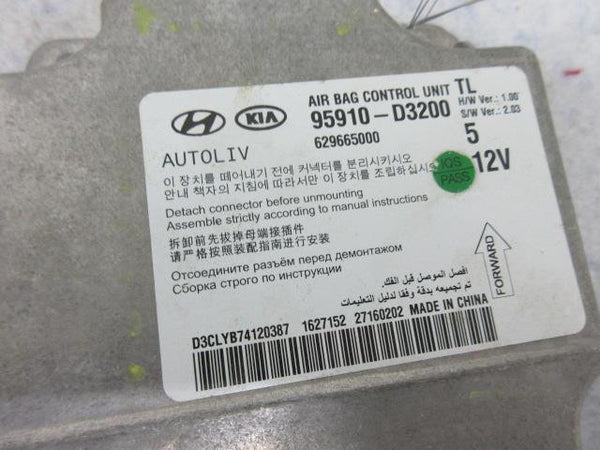 HYUNDAI KIA AIR BAG CONTROL UNIT TL
95910-D3200 H/W Ver.: 1.00
629665000 S/W Ver.: 2.03
AUTOLIV 5
이 장치를 떼어내기 전에 커넥터를 분리시키시오 12V
안내 책자의 지침에 따라서만 이 장치를 조립하십시오
IQS
PASS
Detach connector before unmounting
Assemble strictly according to manual instructions
拆卸前先拔掉母端接插件
请严格按照装配指南进行安装
Отсоедините разъём перед демонтажом
Сборка строго по инструкции
افصل الموصل قبل الفك.
تم تجميعه بدقة وفقا لدليل التعليمات
FORWARD
D3CLYB74120387 1627152 27160202 MADE IN CHINA